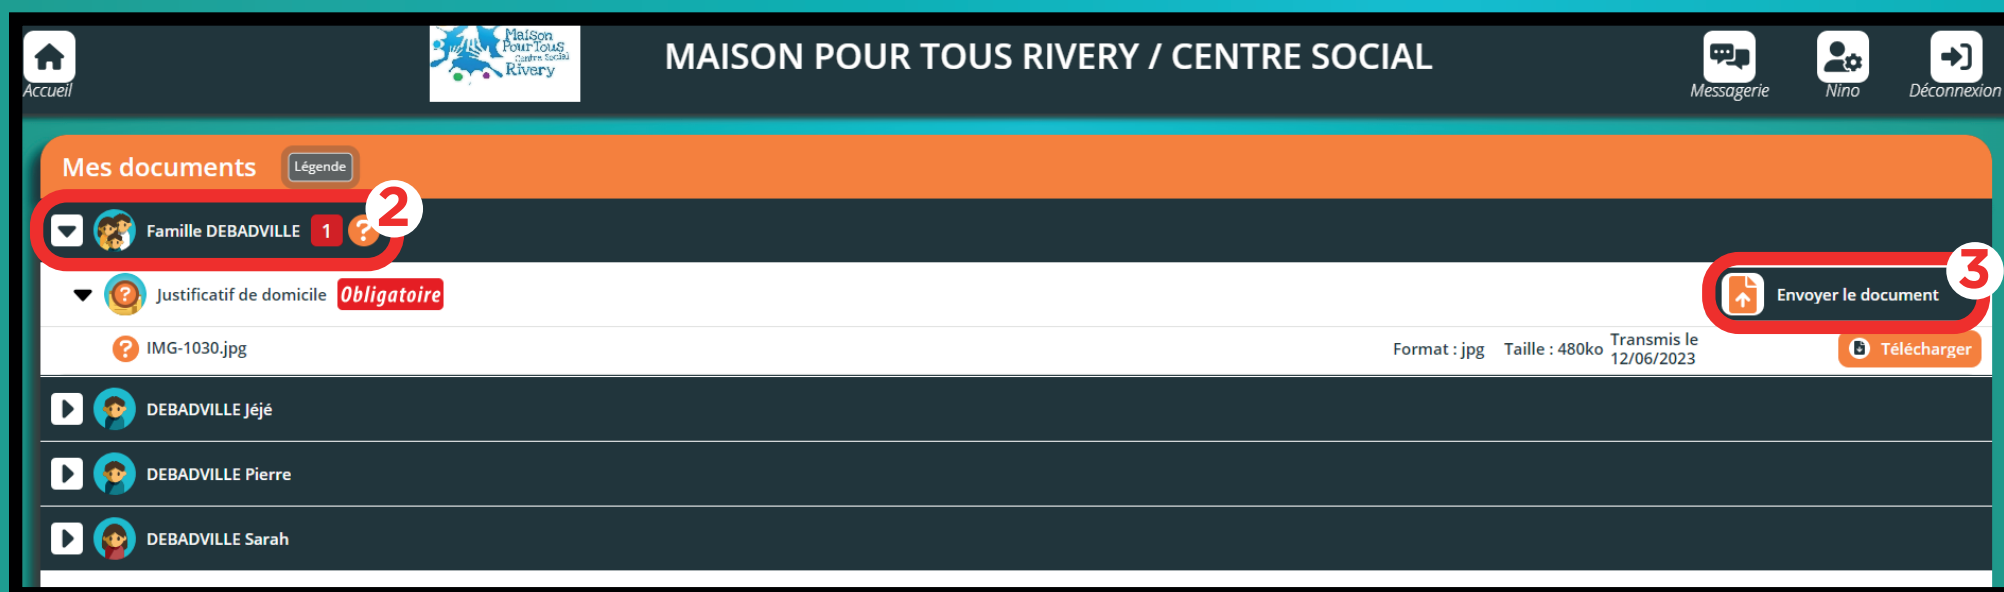 Maison
Pour Tous
Centre Social
Rivery
MAISON POUR TOUS RIVERY / CENTRE SOCIAL
Accueil
Messagerie
Nino
Déconnexion
Mes documents
Légende
2
Famille DEBADVILLE 1 ?
3
? Justificatif de domicile Obligatoire
Envoyer le document
? IMG-1030.jpg
Format : jpg
Taille : 480ko
Transmis le
12/06/2023
Télécharger
DEBADVILLE Jéjé
DEBADVILLE Pierre
DEBADVILLE Sarah